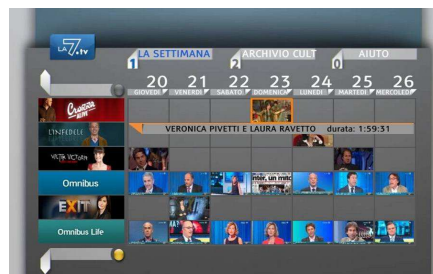 LA7.tv
LA SETTIMANA
1
ARCHIVIO CULT
2
AIUTO
0
20 21 22 23 24 25 26
GIOVEDI VENERDI SABATO DOMENICA LUNEDI MARTEDI MERCOLEDI
Crozza
L'INFEDELE
VERONICA PIVETTI E LAURA RAVETTO durata: 1:59:31
VICTOR VICTORIA
Omnibus
EXIT
Omnibus Life